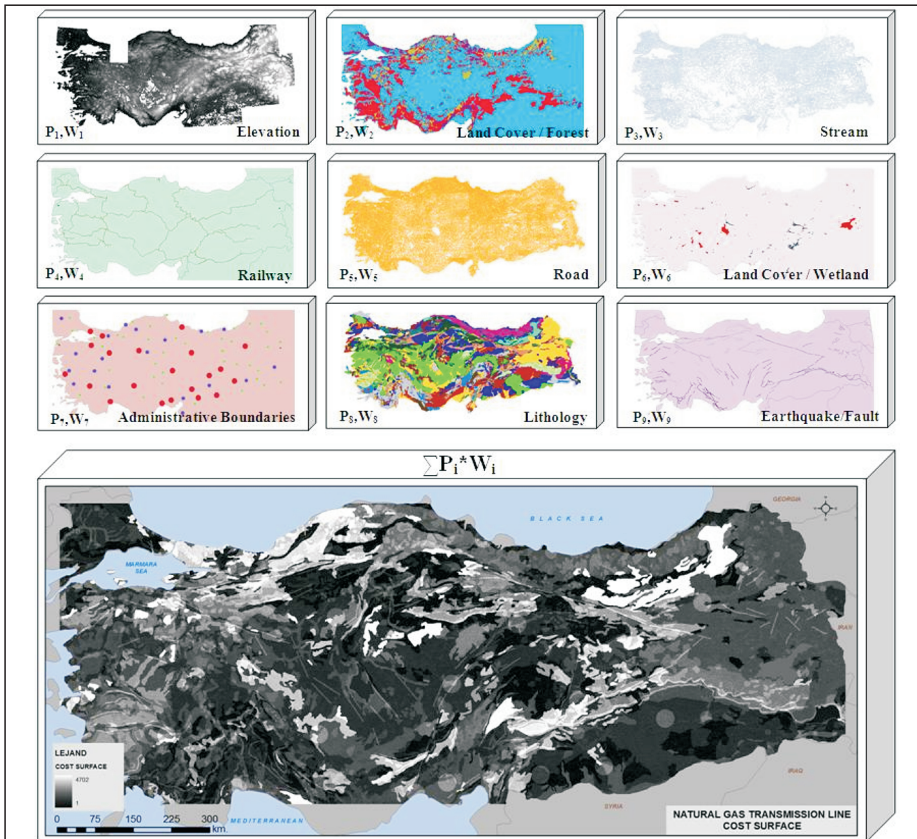 P1,W1 Elevation
P2,W2 Land Cover / Forest
P3,W3 Stream
P4,W4 Railway
P5,W5 Road
P6,W6 Land Cover / Wetland
P7,W7 Administrative Boundaries
P8,W8 Lithology
P9,W9 Earthquake/Fault
∑Pi*Wi
GEORGIA
BLACK SEA
MARMARA
SEA
IRAN
LEJAND
COST SURFACE
4702
1
0 75 150 225 300
km.
MEDITERRANEAN
SYRIA
IRAQ
NATURAL GAS TRANSMISSION LINE
COST SURFACE